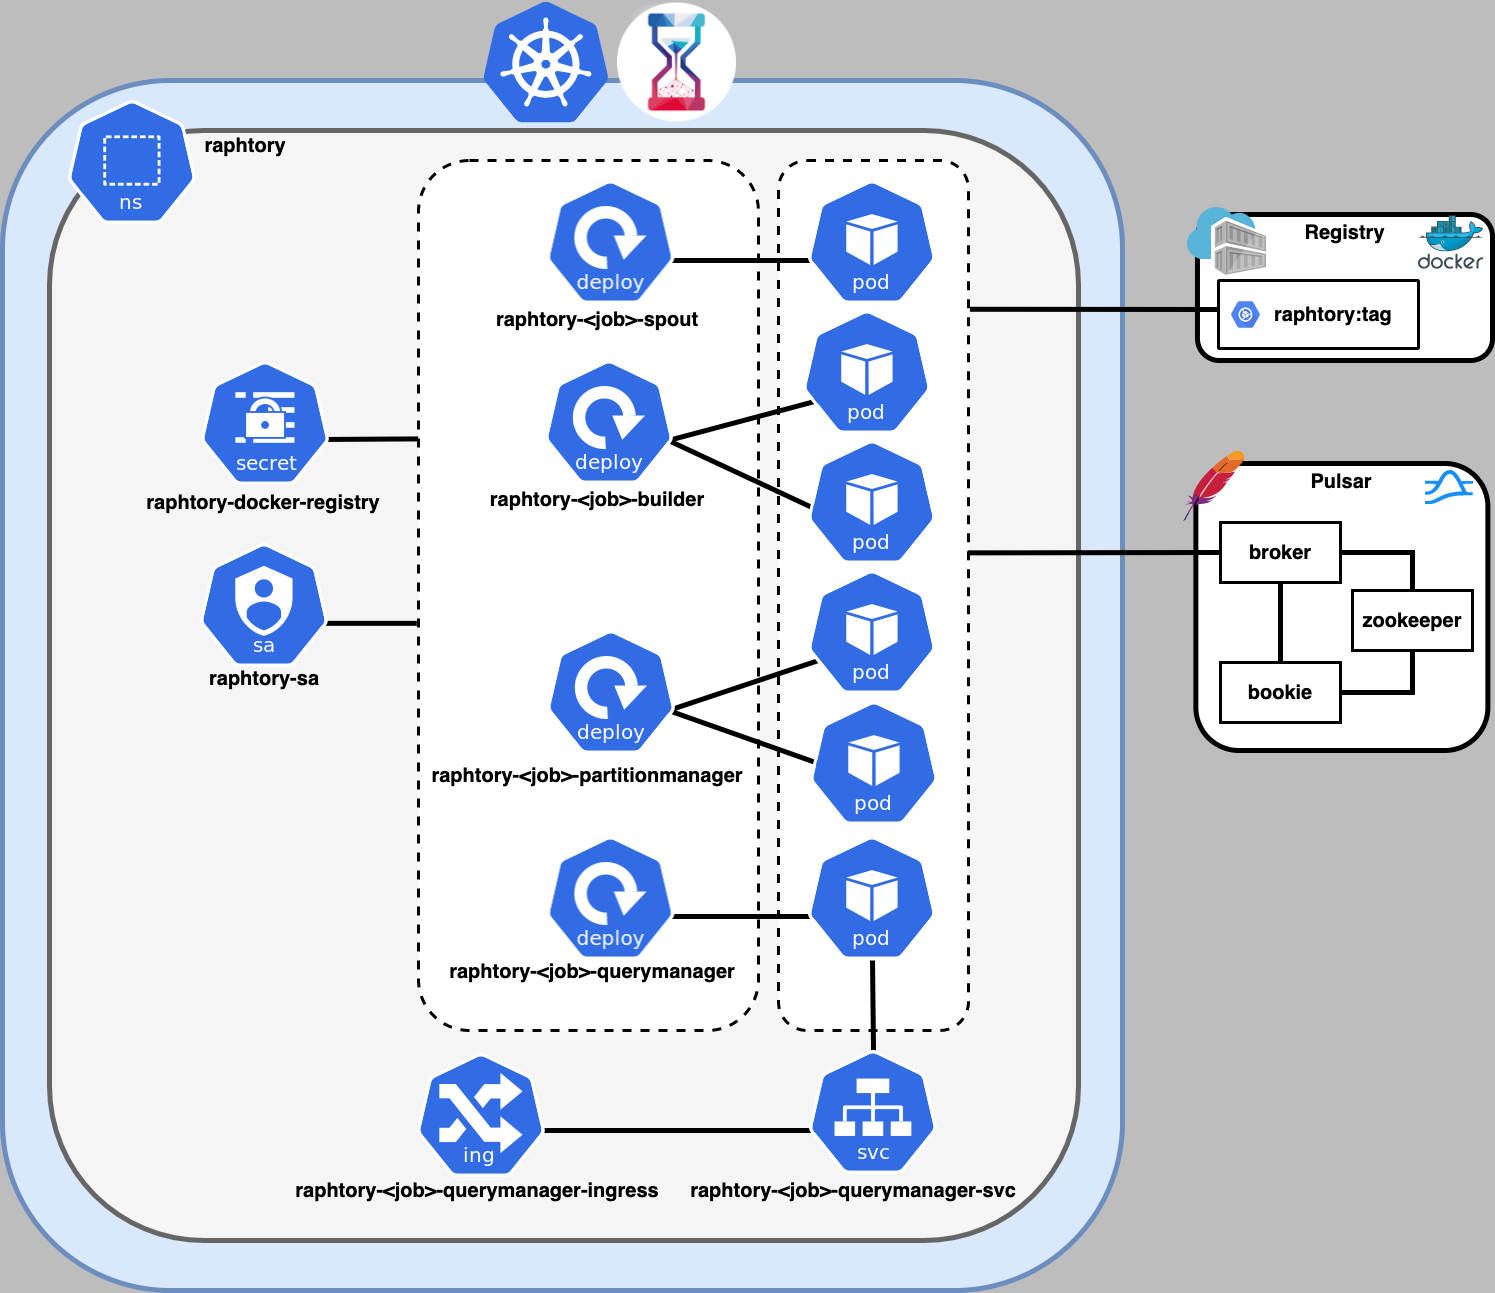 raphtory
ns
deploy
pod
raphtory-<job>-spout
pod
deploy
raphtory-<job>-builder
pod
secret
raphtory-docker-registry
sa
raphtory-sa
pod
deploy
raphtory-<job>-partitionmanager
pod
deploy
pod
raphtory-<job>-querymanager
ing
raphtory-<job>-querymanager-ingress
svc
raphtory-<job>-querymanager-svc
Registry
docker
raphtory:tag
Pulsar
broker
zookeeper
bookie